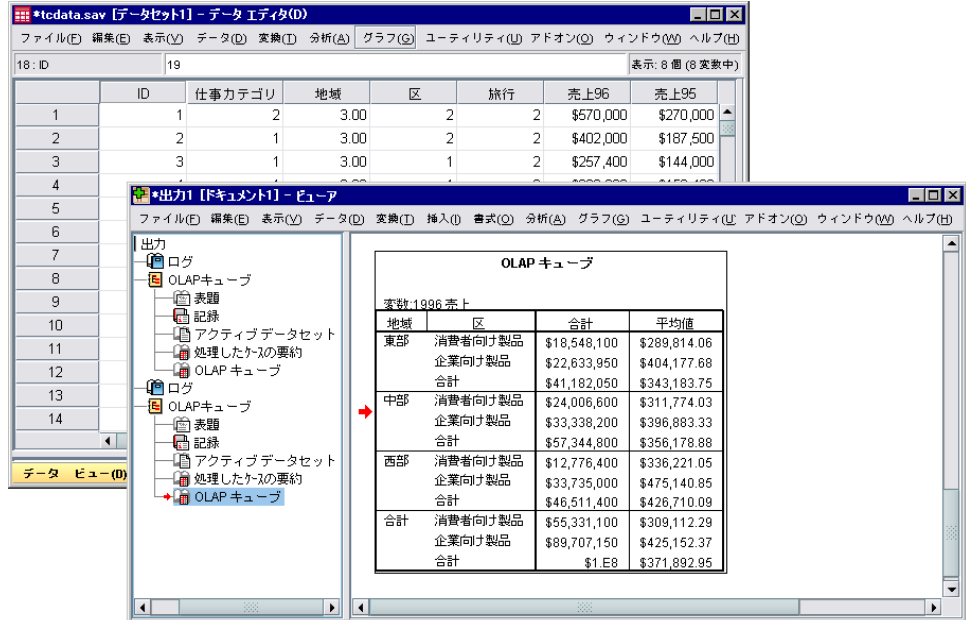 *tcdata.sav [データセット1] - データ エディタ(D)
ファイル(F) 編集(E) 表示(V) データ(D) 変換(T) 分析(A) グラフ(G) ユーティリティ(U) アドオン(O) ウィンドウ(W) ヘルプ(H)
18 : ID 19 表示: 8 個 (8 変数中)
ID 仕事カテゴリ 地域 区 旅行 売上96 売上95
1 1 2 3.00 2 2 $570,000 $270,000
2 2 1 3.00 2 2 $402,000 $187,500
3 3 1 3.00 1 2 $257,400 $144,000
4
5
6
7
8
9
10
11
12
13
14
データ ビュー(D)
*出力1 [ドキュメント1] - ビューア
ファイル(F) 編集(E) 表示(V) データ(D) 変換(T) 挿入(I) 書式(O) 分析(A) グラフ(G) ユーティリティ(U) アドオン(O) ウィンドウ(W) ヘルプ(H)
出力
ログ
OLAPキューブ
表題
記録
アクティブ データセット
処理したケースの要約
OLAP キューブ
ログ
OLAPキューブ
表題
記録
アクティブ データセット
処理したケースの要約
OLAP キューブ
OLAP キューブ
変数:1996 売上
地域 区 合計 平均値
東部 消費者向け製品 $18,548,100 $289,814.06
企業向け製品 $22,633,950 $404,177.68
合計 $41,182,050 $343,183.75
中部 消費者向け製品 $24,006,600 $311,774.03
企業向け製品 $33,338,200 $396,883.33
合計 $57,344,800 $356,178.88
西部 消費者向け製品 $12,776,400 $336,221.05
企業向け製品 $33,735,000 $475,140.85
合計 $46,511,400 $426,710.09
合計 消費者向け製品 $55,331,100 $309,112.29
企業向け製品 $89,707,150 $425,152.37
合計 $1.E8 $371,892.95